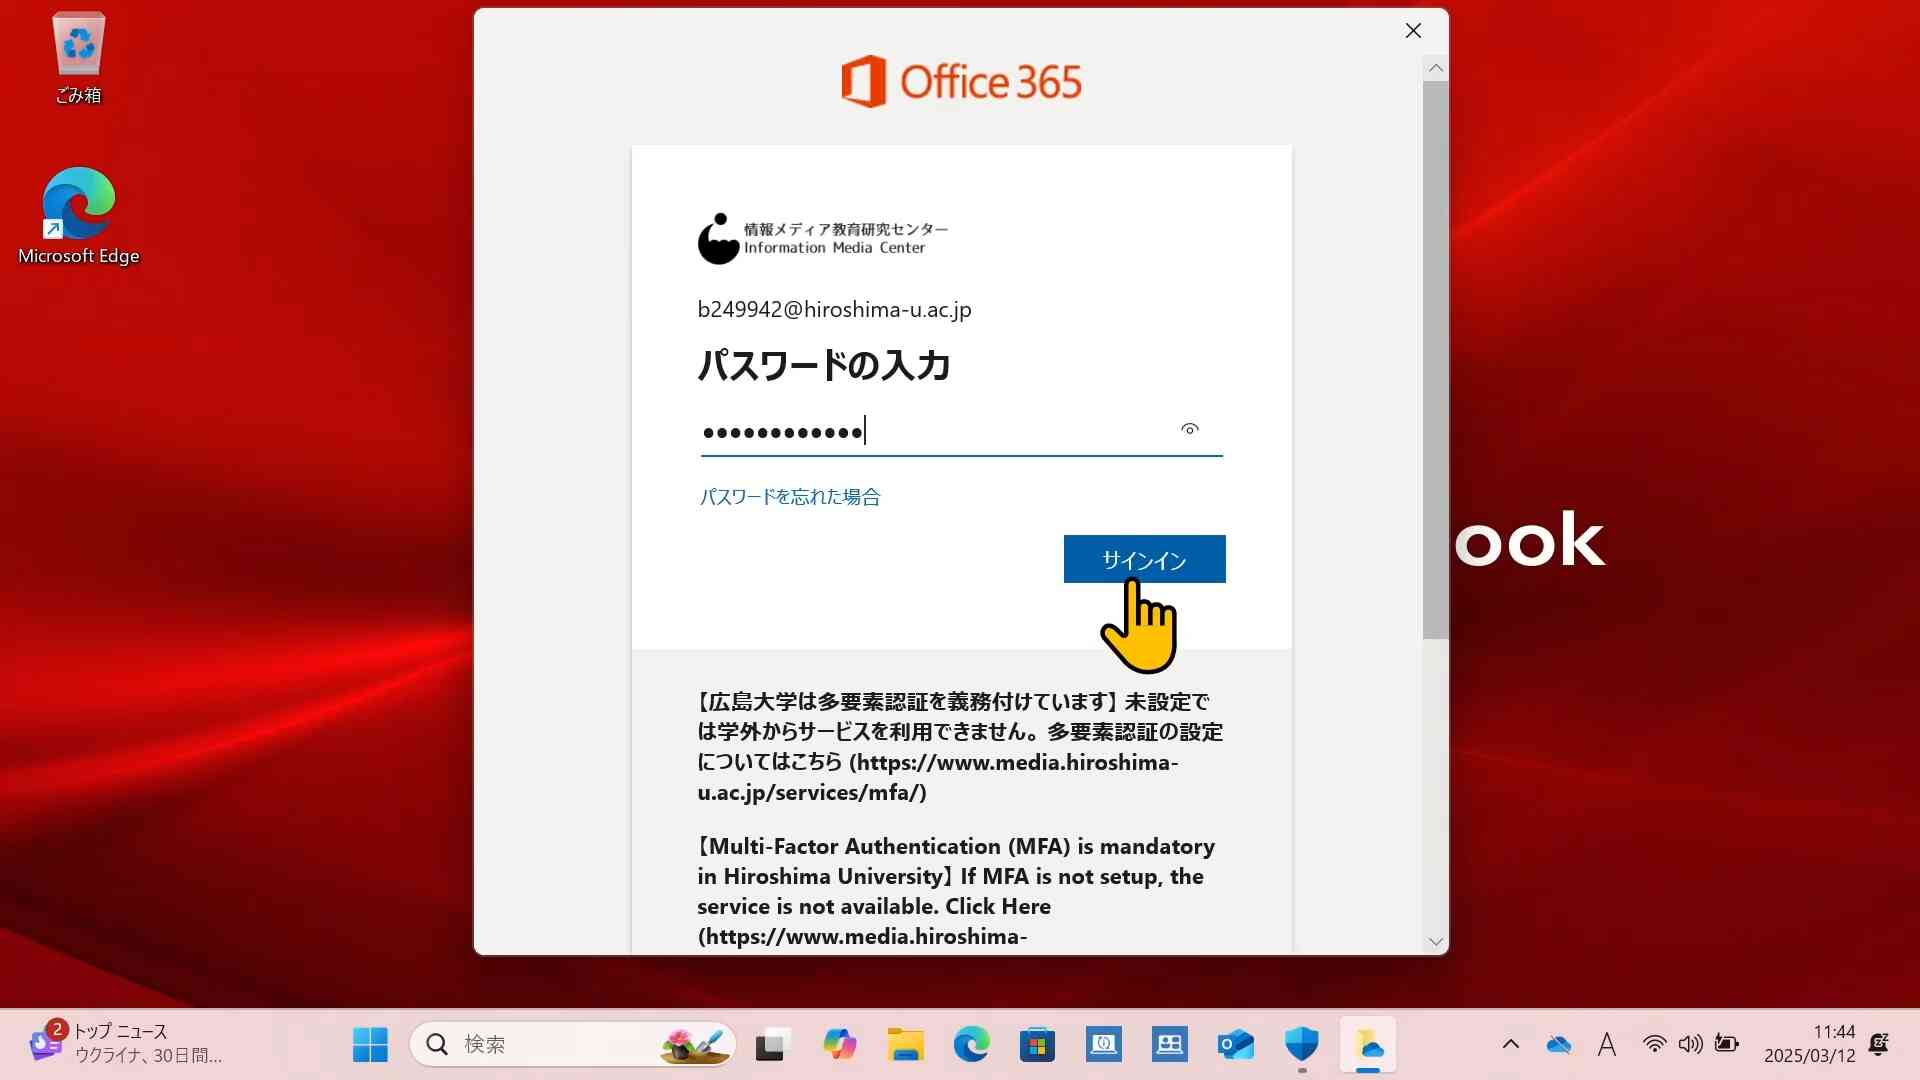 ごみ箱
Microsoft Edge
Office 365
情報メディア教育研究センター
Information Media Center
b249942@hiroshima-u.ac.jp
パスワードの入力
●●●●●●●●●●●●
パスワードを忘れた場合
サインイン
【広島大学は多要素認証を義務付けています】 未設定で
は学外からサービスを利用できません。多要素認証の設定
についてはこちら (https://www.media.hiroshima-
u.ac.jp/services/mfa/)
【Multi-Factor Authentication (MFA) is mandatory
in Hiroshima University】 If MFA is not setup, the
service is not available. Click Here
(https://www.media.hiroshima-
ook
2
トップ ニュース
ウクライナ、30日間...
検索
A
11:44
2025/03/12